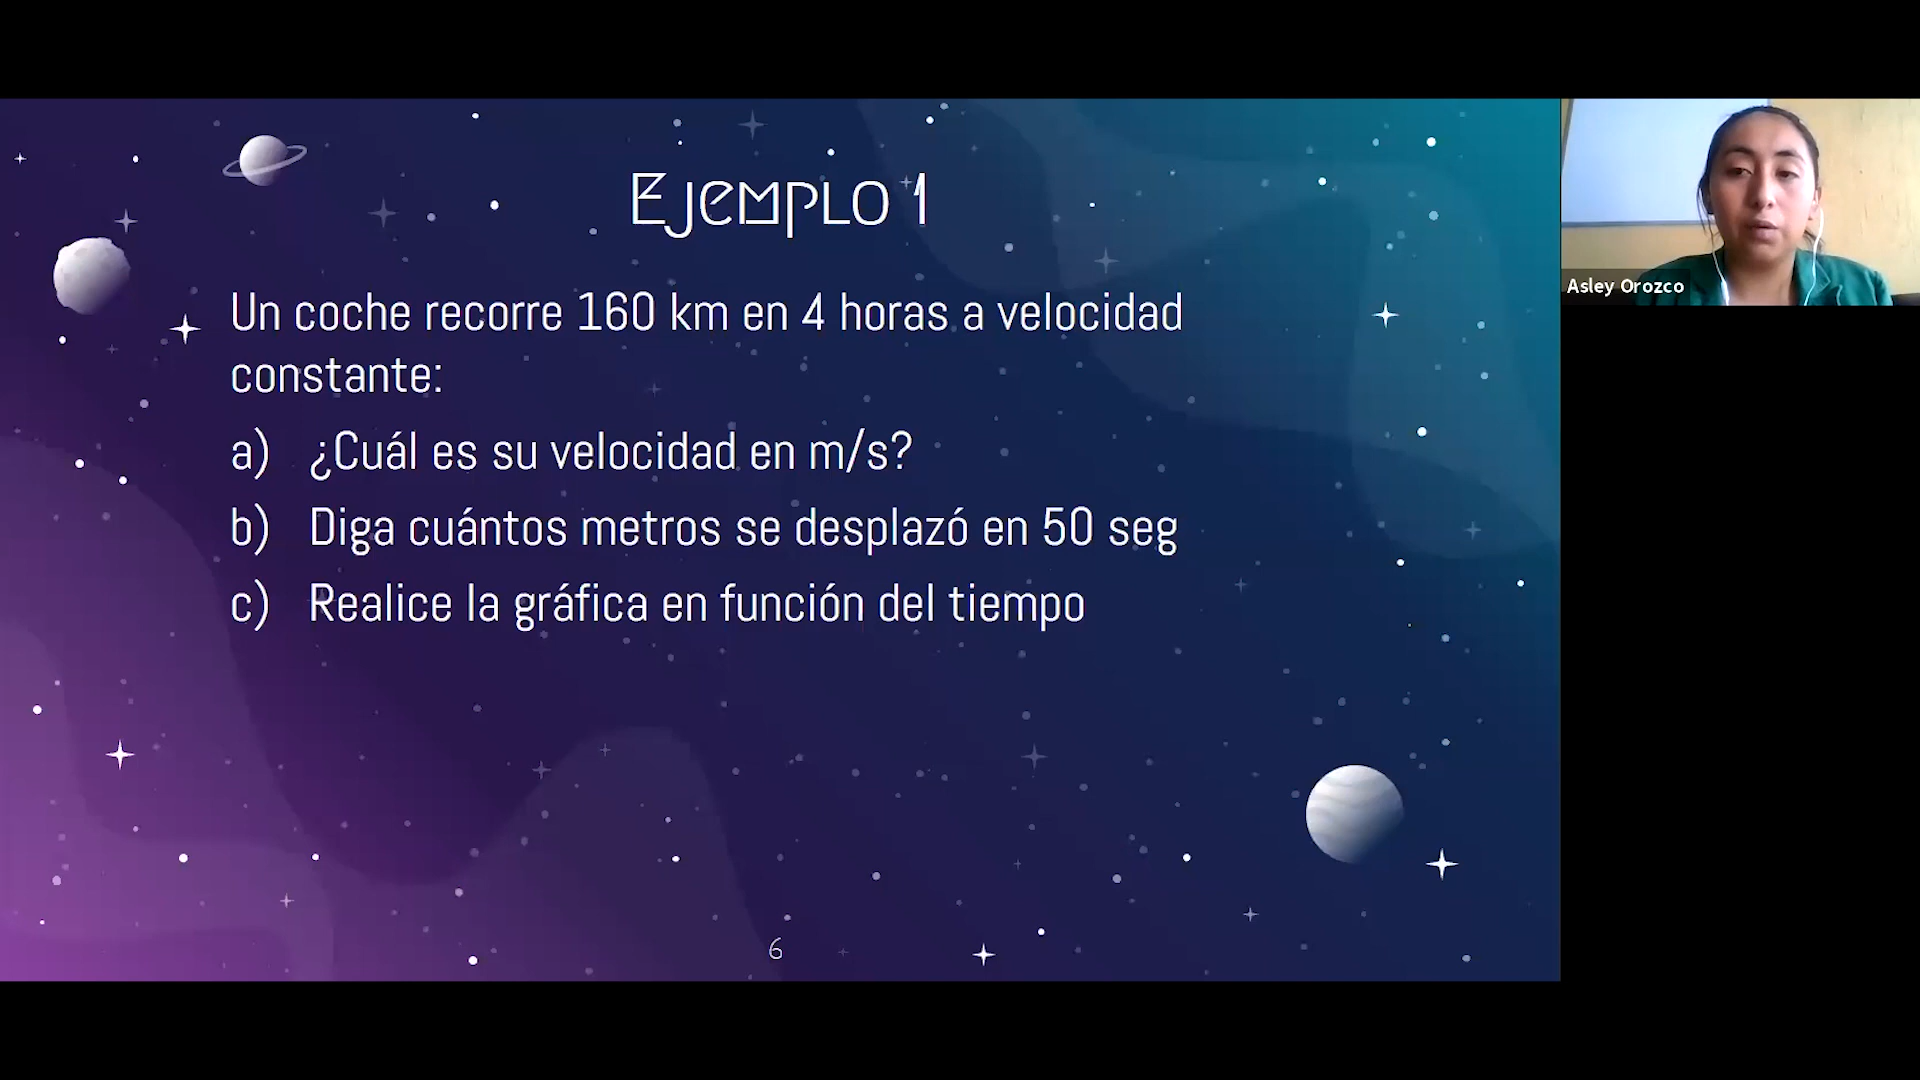 Ejemplo 1
Un coche recorre 160 km en 4 horas a velocidad
constante:
a) ¿Cuál es su velocidad en m/s?
b) Diga cuántos metros se desplazó en 50 seg
c) Realice la gráfica en función del tiempo
6
Asley Orozco